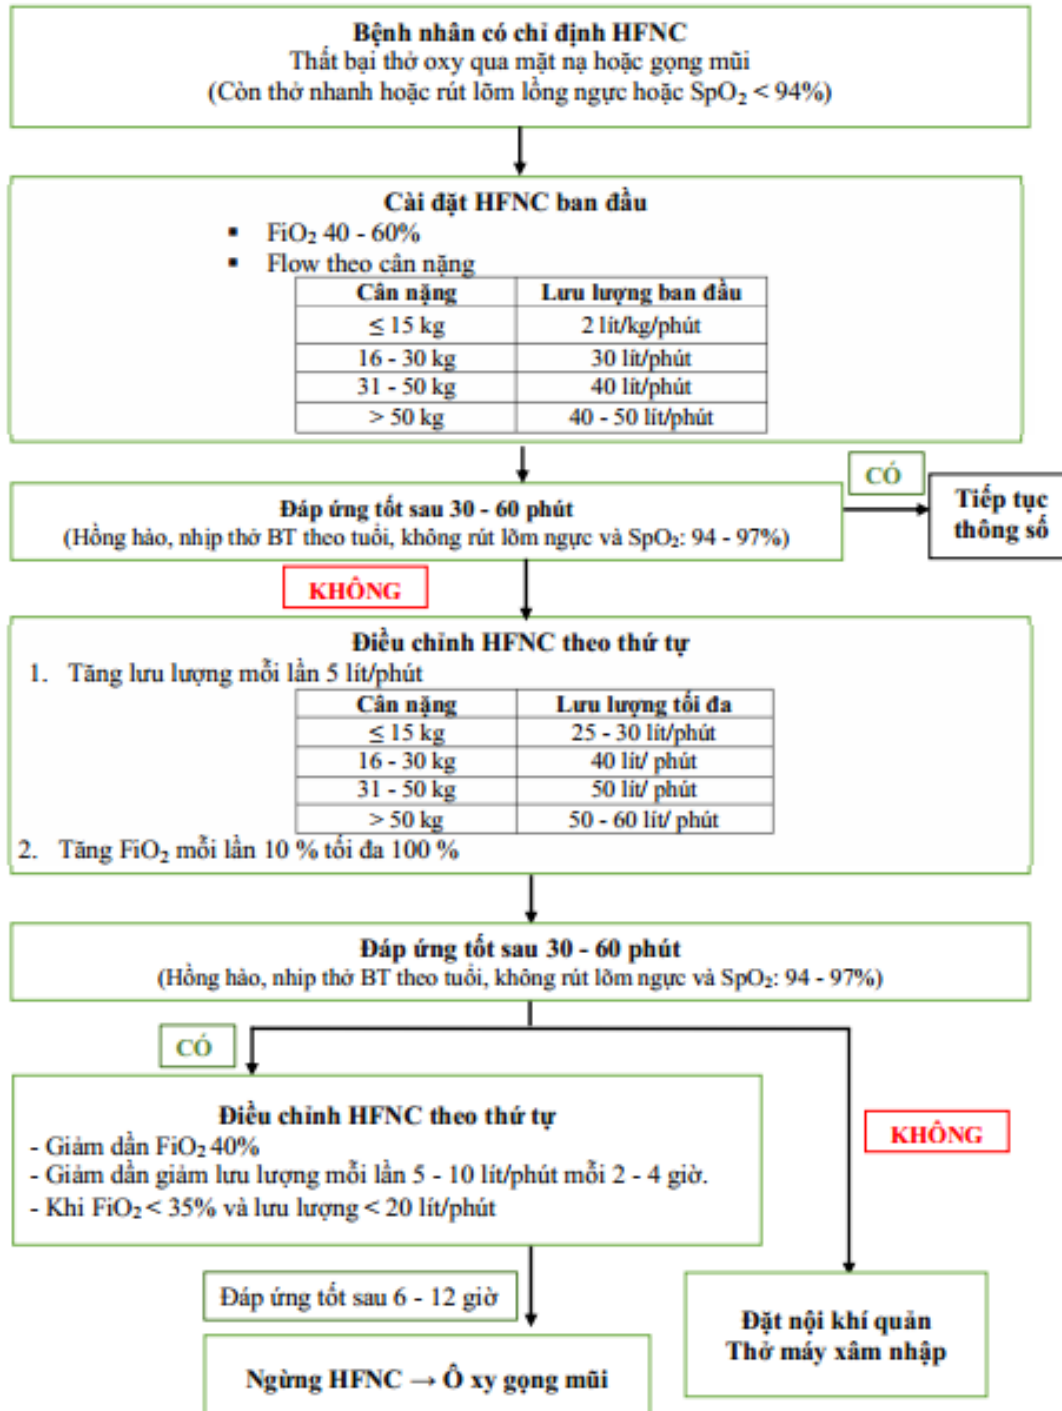 Bệnh nhân có chỉ định HFNC
Thất bại thở oxy qua mặt nạ hoặc gọng mũi
(Còn thở nhanh hoặc rút lõm lồng ngực hoặc SpO₂ < 94%)
Cài đặt HFNC ban đầu
▪ FiO₂ 40 - 60%
▪ Flow theo cân nặng
Cân nặng Lưu lượng ban đầu
≤ 15 kg 2 lít/kg/phút
16 - 30 kg 30 lít/phút
31 - 50 kg 40 lít/phút
> 50 kg 40 - 50 lít/phút
CÓ
Đáp ứng tốt sau 30 - 60 phút
(Hồng hào, nhịp thở BT theo tuổi, không rút lõm ngực và SpO₂: 94 - 97%)
Tiếp tục
thông số
KHÔNG
Điều chỉnh HFNC theo thứ tự
1. Tăng lưu lượng mỗi lần 5 lít/phút
Cân nặng Lưu lượng tối đa
≤ 15 kg 25 - 30 lít/phút
16 - 30 kg 40 lít/ phút
31 - 50 kg 50 lít/ phút
> 50 kg 50 - 60 lít/ phút
2. Tăng FiO₂ mỗi lần 10 % tối đa 100 %
Đáp ứng tốt sau 30 - 60 phút
(Hồng hào, nhịp thở BT theo tuổi, không rút lõm ngực và SpO₂: 94 - 97%)
CÓ
Điều chỉnh HFNC theo thứ tự
- Giảm dần FiO₂ 40%
- Giảm dần giảm lưu lượng mỗi lần 5 - 10 lít/phút mỗi 2 - 4 giờ.
- Khi FiO₂ < 35% và lưu lượng < 20 lít/phút
KHÔNG
Đáp ứng tốt sau 6 - 12 giờ
Ngừng HFNC → Ô xy gọng mũi
Đặt nội khí quản
Thở máy xâm nhập